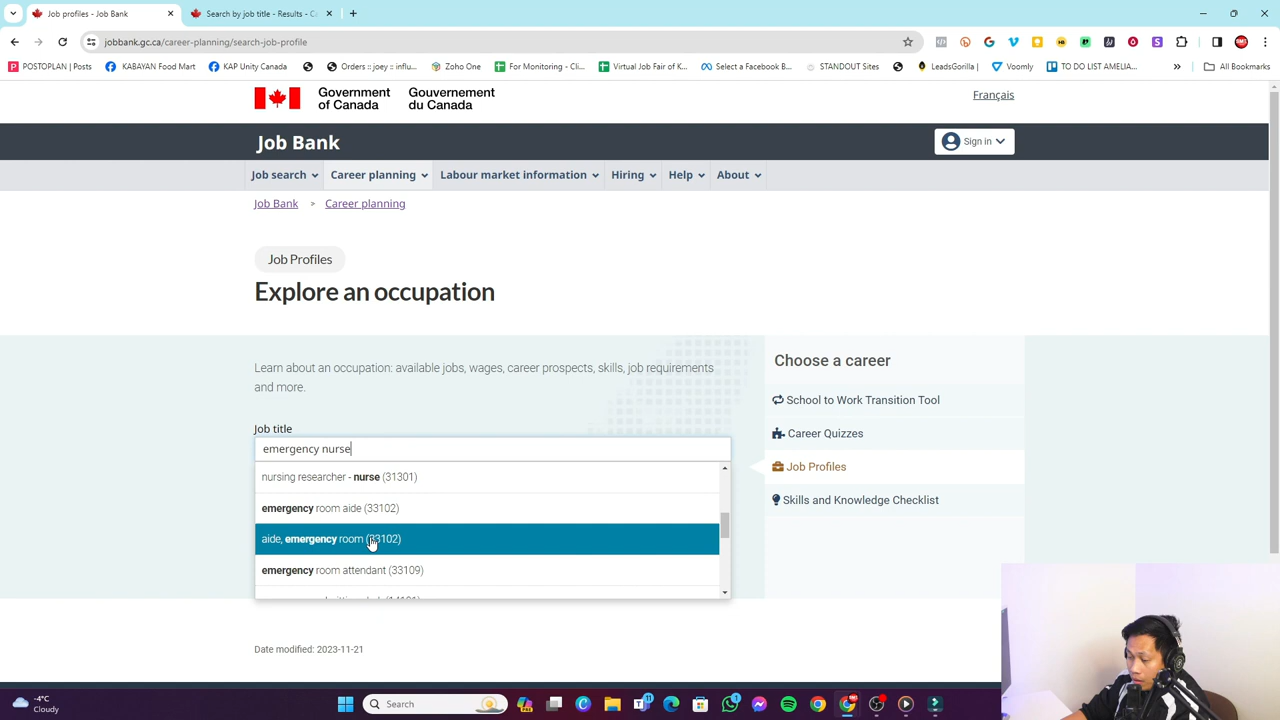 Job profiles - Job Bank
Search by job title - Results - C
jobbank.gc.ca/career-planning/search-job-profile
POSTOPLAN | Posts
KABAYAN Food Mart
KAP Unity Canada
Orders :: joey :: influ...
Zoho One
For Monitoring - Cli...
Virtual Job Fair of K...
Select a Facebook B...
STANDOUT Sites
LeadsGorilla |
Voomly
TO DO LIST AMELIA...
»
All Bookmarks
Government of Canada
Gouvernement du Canada
Français
Job Bank
Sign in
Job search
Career planning
Labour market information
Hiring
Help
About
Job Bank > Career planning
Job Profiles
Explore an occupation
Learn about an occupation: available jobs, wages, career prospects, skills, job requirements
and more.
Job title
emergency nurse
nursing researcher - nurse (31301)
emergency room aide (33102)
aide, emergency room (33102)
emergency room attendant (33109)
Choose a career
School to Work Transition Tool
Career Quizzes
Job Profiles
Skills and Knowledge Checklist
Date modified: 2023-11-21
-4°C
Cloudy
Search
11
1